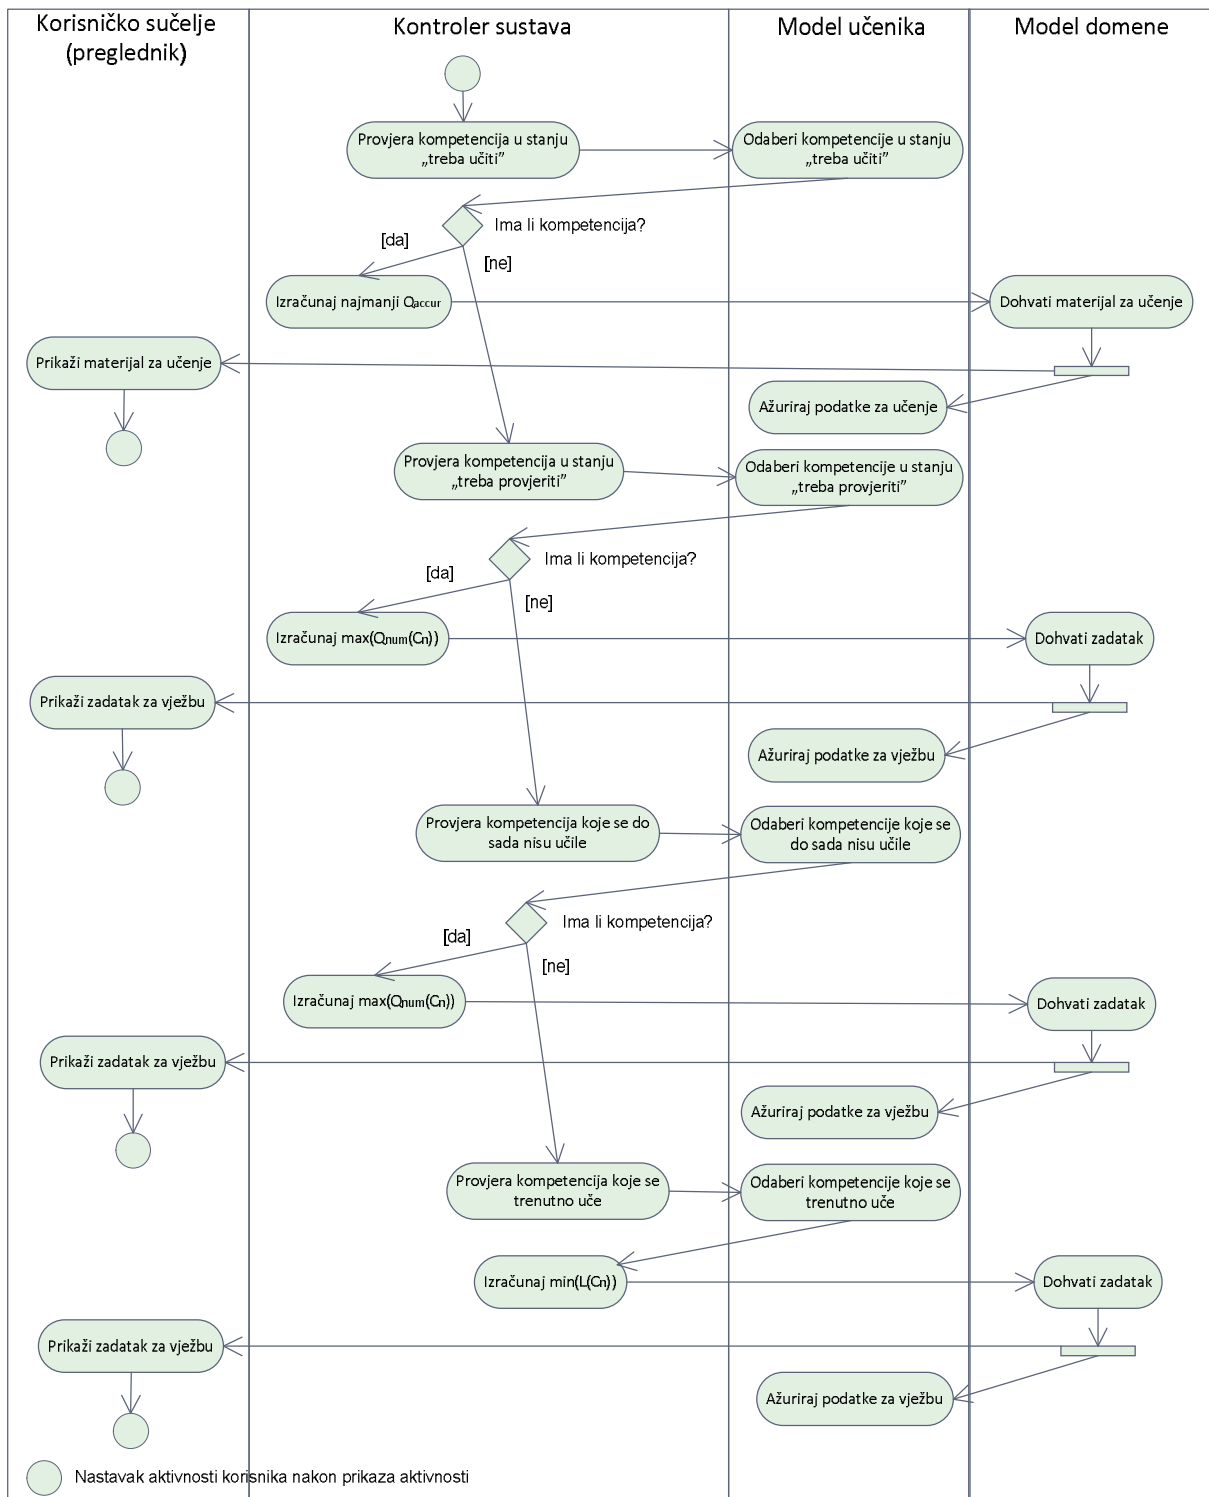 Korisničko sučelje
(preglednik)
Kontroler sustava
Model učenika
Model domene
Provjera kompetencija u stanju
„treba učiti”
Odaberi kompetencije u stanju
„treba učiti”
Ima li kompetencija?
[da]
[ne]
Izračunaj najmanji Qaccur
Dohvati materijal za učenje
Prikaži materijal za učenje
Ažuriraj podatke za učenje
Provjera kompetencija u stanju
„treba provjeriti”
Odaberi kompetencije u stanju
„treba provjeriti”
Ima li kompetencija?
[da]
[ne]
Izračunaj max(Qnum(Cn))
Dohvati zadatak
Prikaži zadatak za vježbu
Ažuriraj podatke za vježbu
Provjera kompetencija koje se do
sada nisu učile
Odaberi kompetencije koje se
do sada nisu učile
Ima li kompetencija?
[da]
[ne]
Izračunaj max(Qnum(Cn))
Dohvati zadatak
Prikaži zadatak za vježbu
Ažuriraj podatke za vježbu
Provjera kompetencija koje se
trenutno uče
Odaberi kompetencije koje se
trenutno uče
Izračunaj min(L(Cn))
Dohvati zadatak
Prikaži zadatak za vježbu
Ažuriraj podatke za vježbu
Nastavak aktivnosti korisnika nakon prikaza aktivnosti